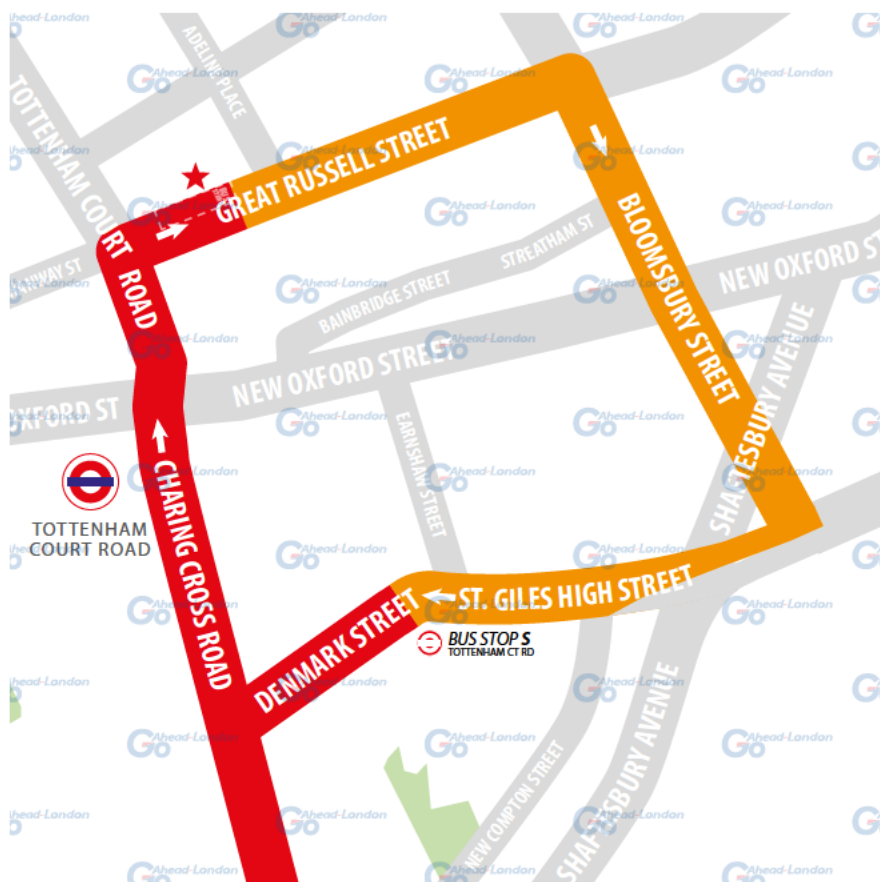 Go Ahead-London
ADELINE PLACE
TOTTENHAM COURT ROAD
GREAT RUSSELL STREET
BLOOMSBURY STREET
STREATHAM ST
BAINBRIDGE STREET
NEW OXFORD ST
NEW OXFORD STREET
OXFORD ST
SHAFTESBURY AVENUE
EARNSHAW STREET
CHARING CROSS ROAD
TOTTENHAM
COURT ROAD
ST. GILES HIGH STREET
DENMARK STREET
BUS STOP S
TOTTENHAM CT RD
NEW COMPTON STREET
SHAFTESBURY AVENUE